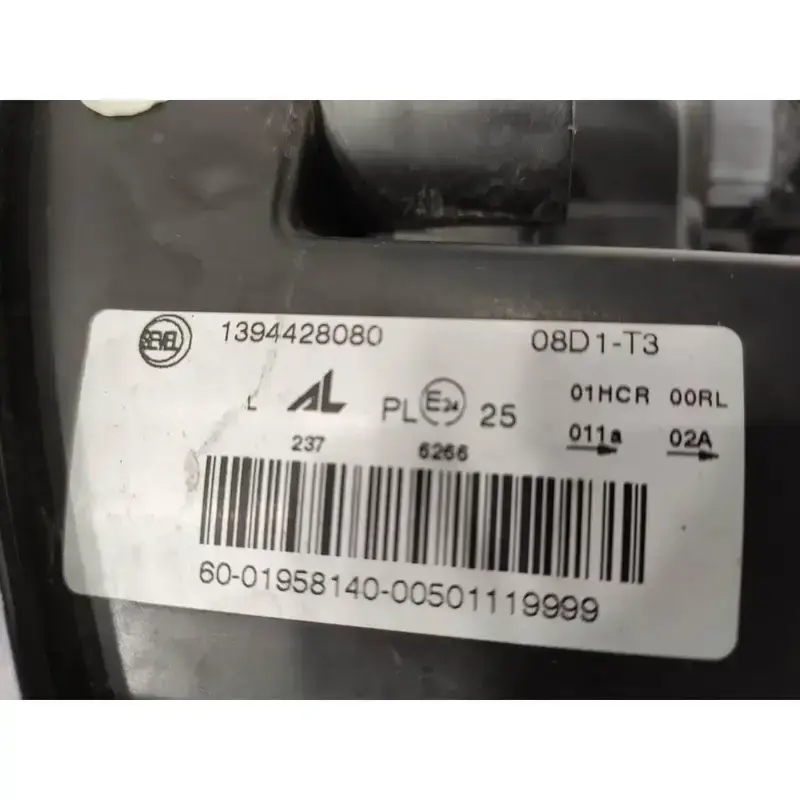 SEVEL 1394428080 08D1-T3
L AL PL E24 25 01HCR 00RL
237 6266 011a 02A
60-01958140-00501119999